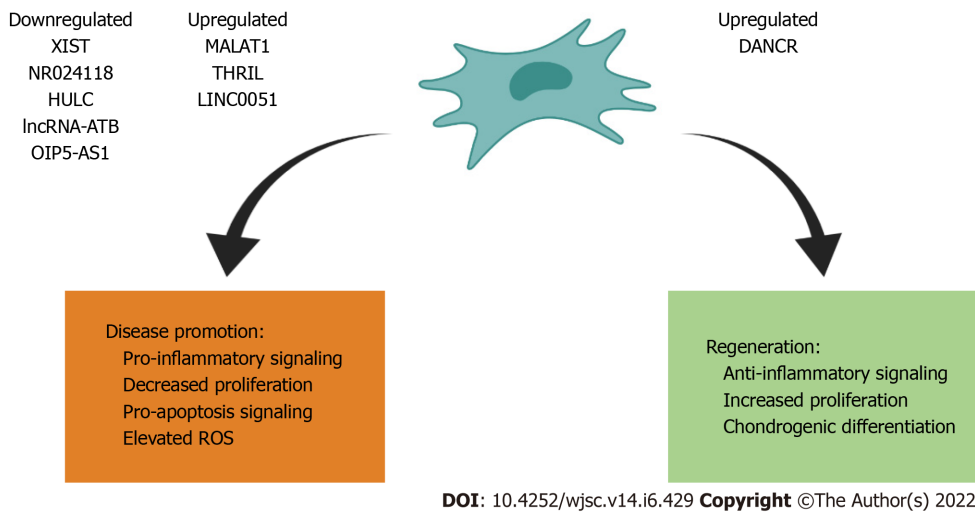 Downregulated
XIST
NR024118
HULC
lncRNA-ATB
OIP5-AS1
Upregulated
MALAT1
THRIL
LINC0051
Upregulated
DANCR
Disease promotion:
Pro-inflammatory signaling
Decreased proliferation
Pro-apoptosis signaling
Elevated ROS
Regeneration:
Anti-inflammatory signaling
Increased proliferation
Chondrogenic differentiation
DOI: 10.4252/wjsc.v14.i6.429 Copyright ©The Author(s) 2022